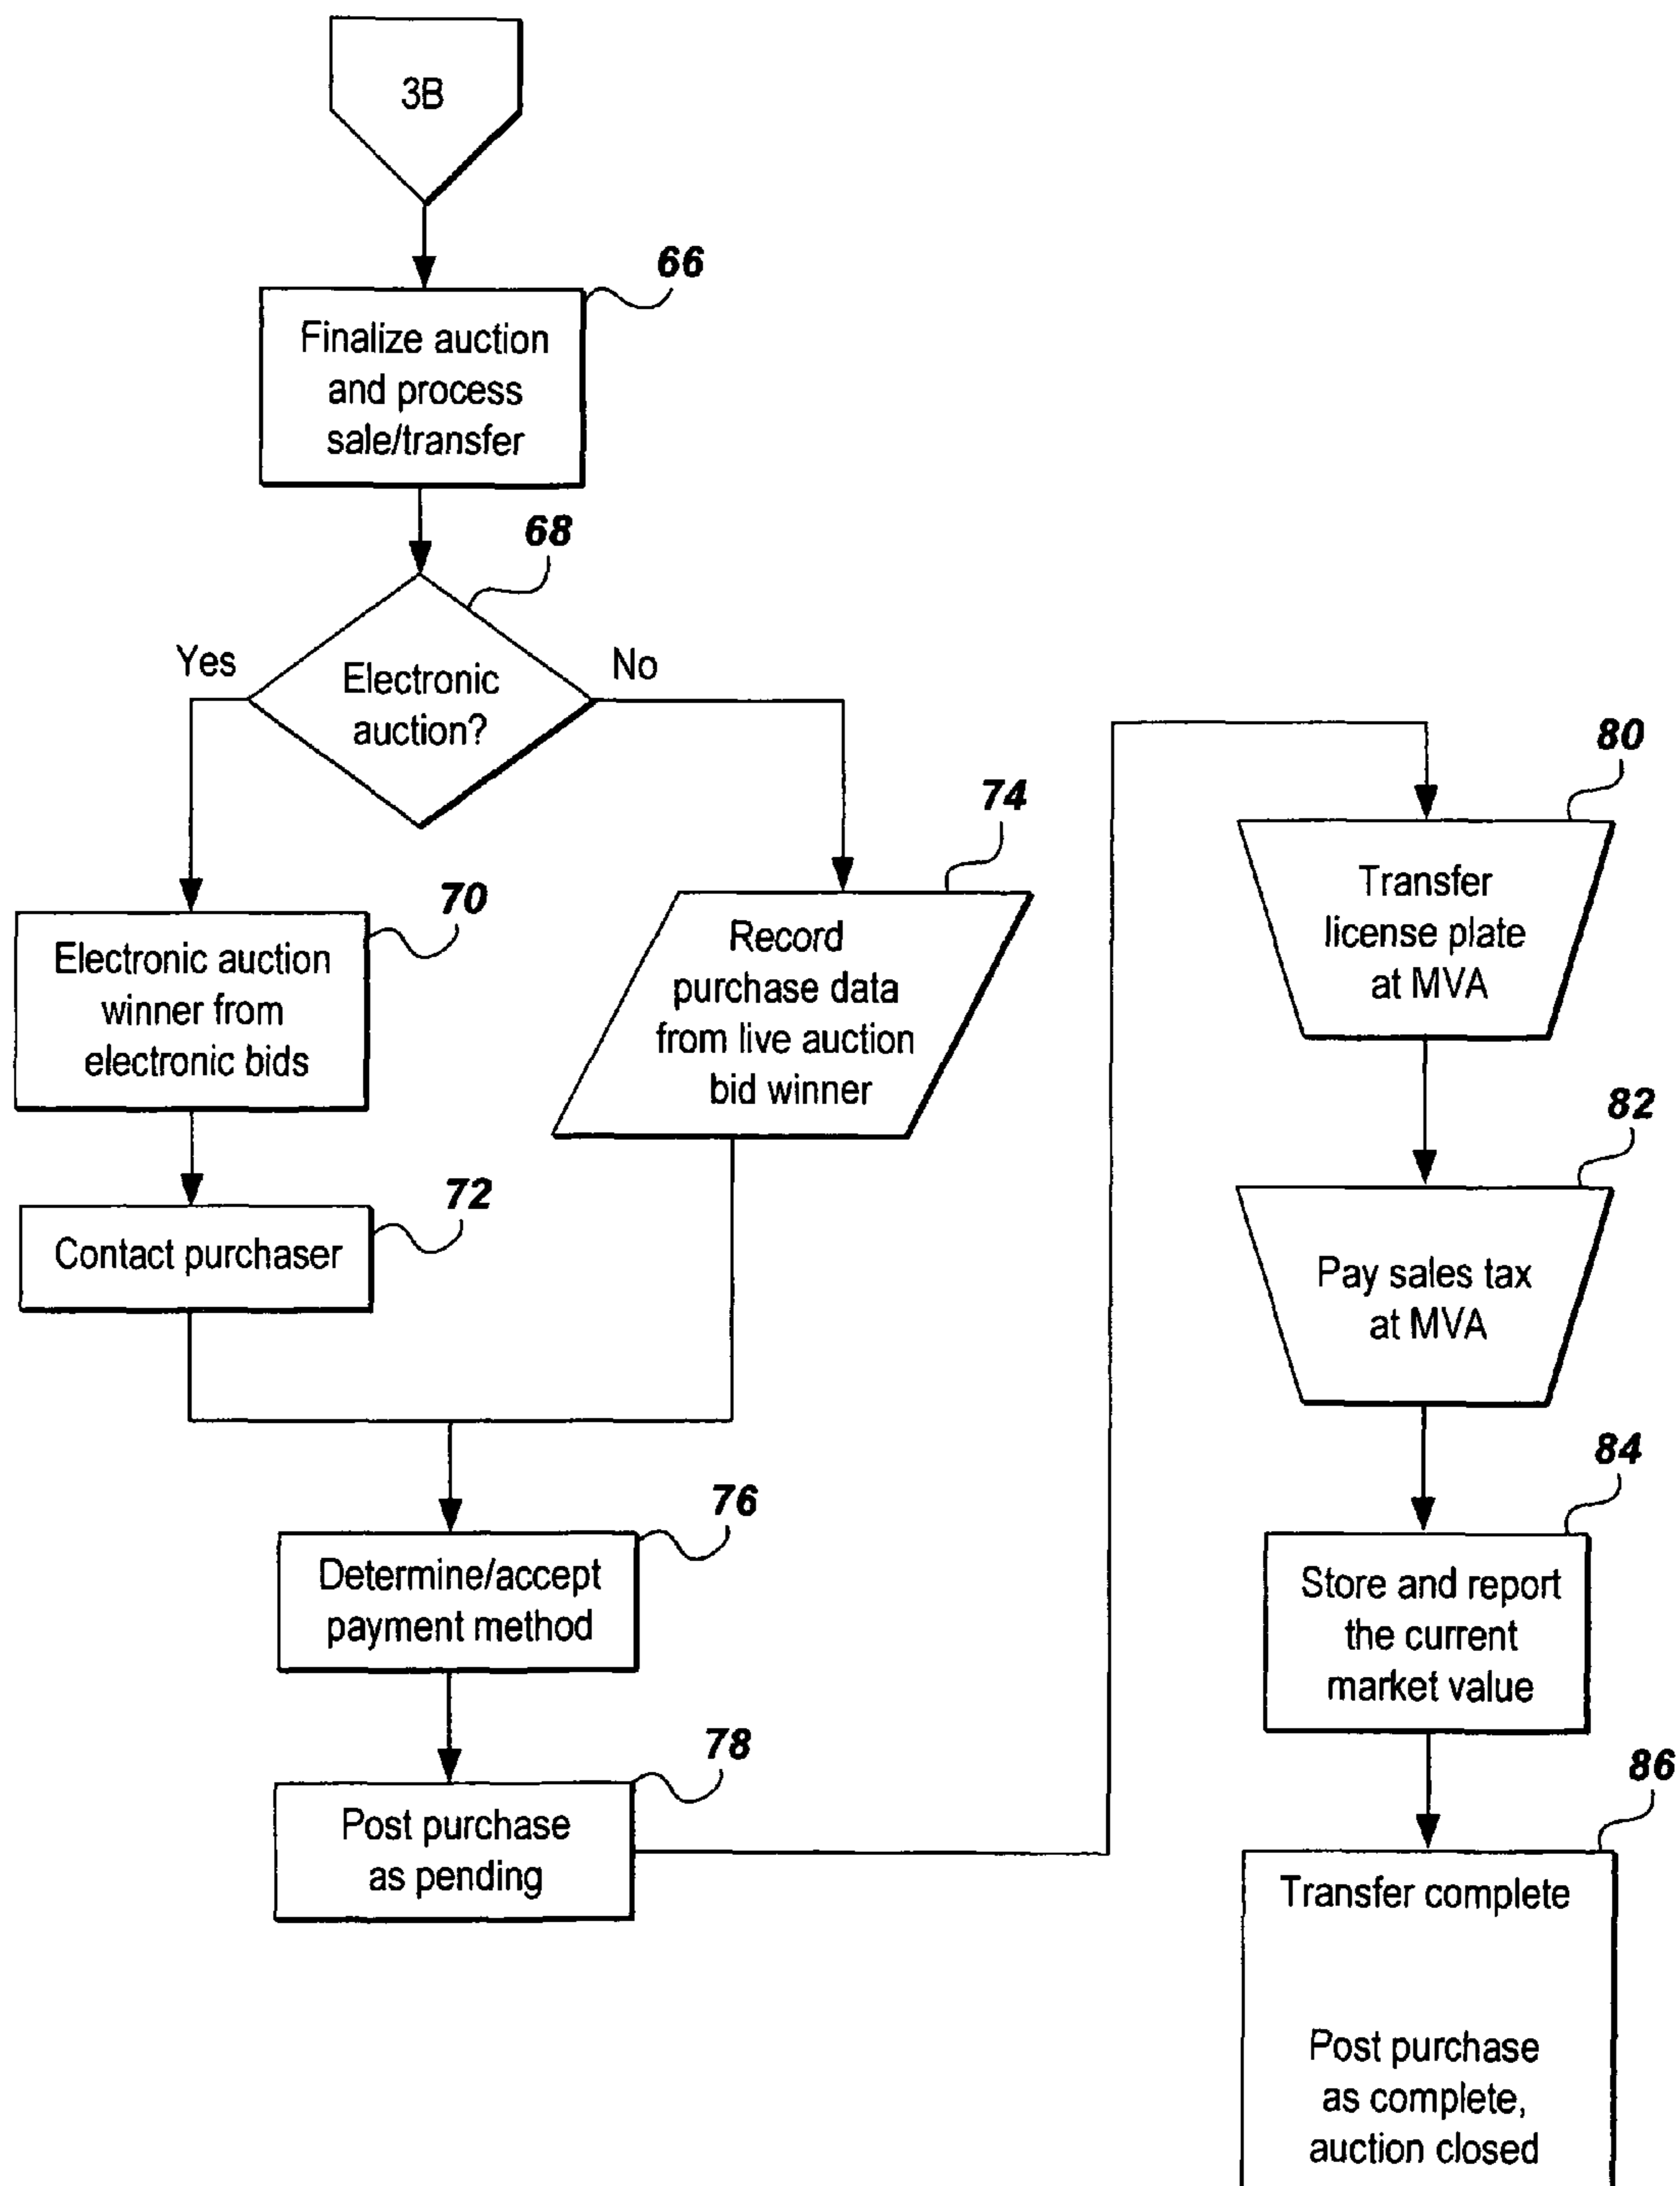 3B
66
Finalize auction
and process
sale/transfer
68
Yes
No
Electronic
auction?
70
Electronic auction
winner from
electronic bids
74
Record
purchase data
from live auction
bid winner
72
Contact purchaser
76
Determine/accept
payment method
78
Post purchase
as pending
80
Transfer
license plate
at MVA
82
Pay sales tax
at MVA
84
Store and report
the current
market value
86
Transfer complete
Post purchase
as complete,
auction closed